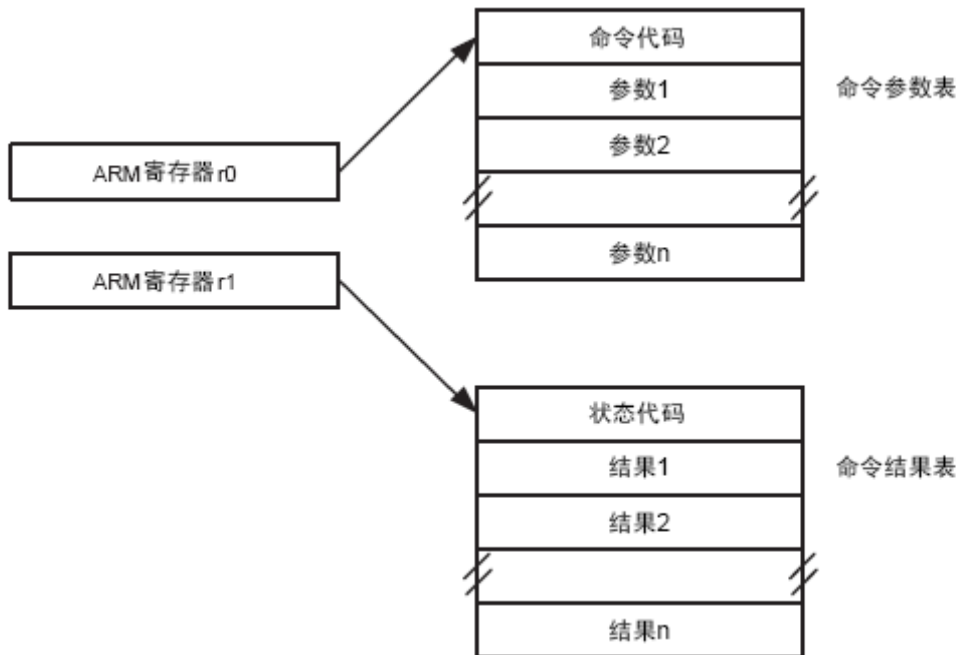 命令代码
参数1
命令参数表
参数2
ARM寄存器r0
参数n
ARM寄存器r1
状态代码
结果1
命令结果表
结果2
结果n